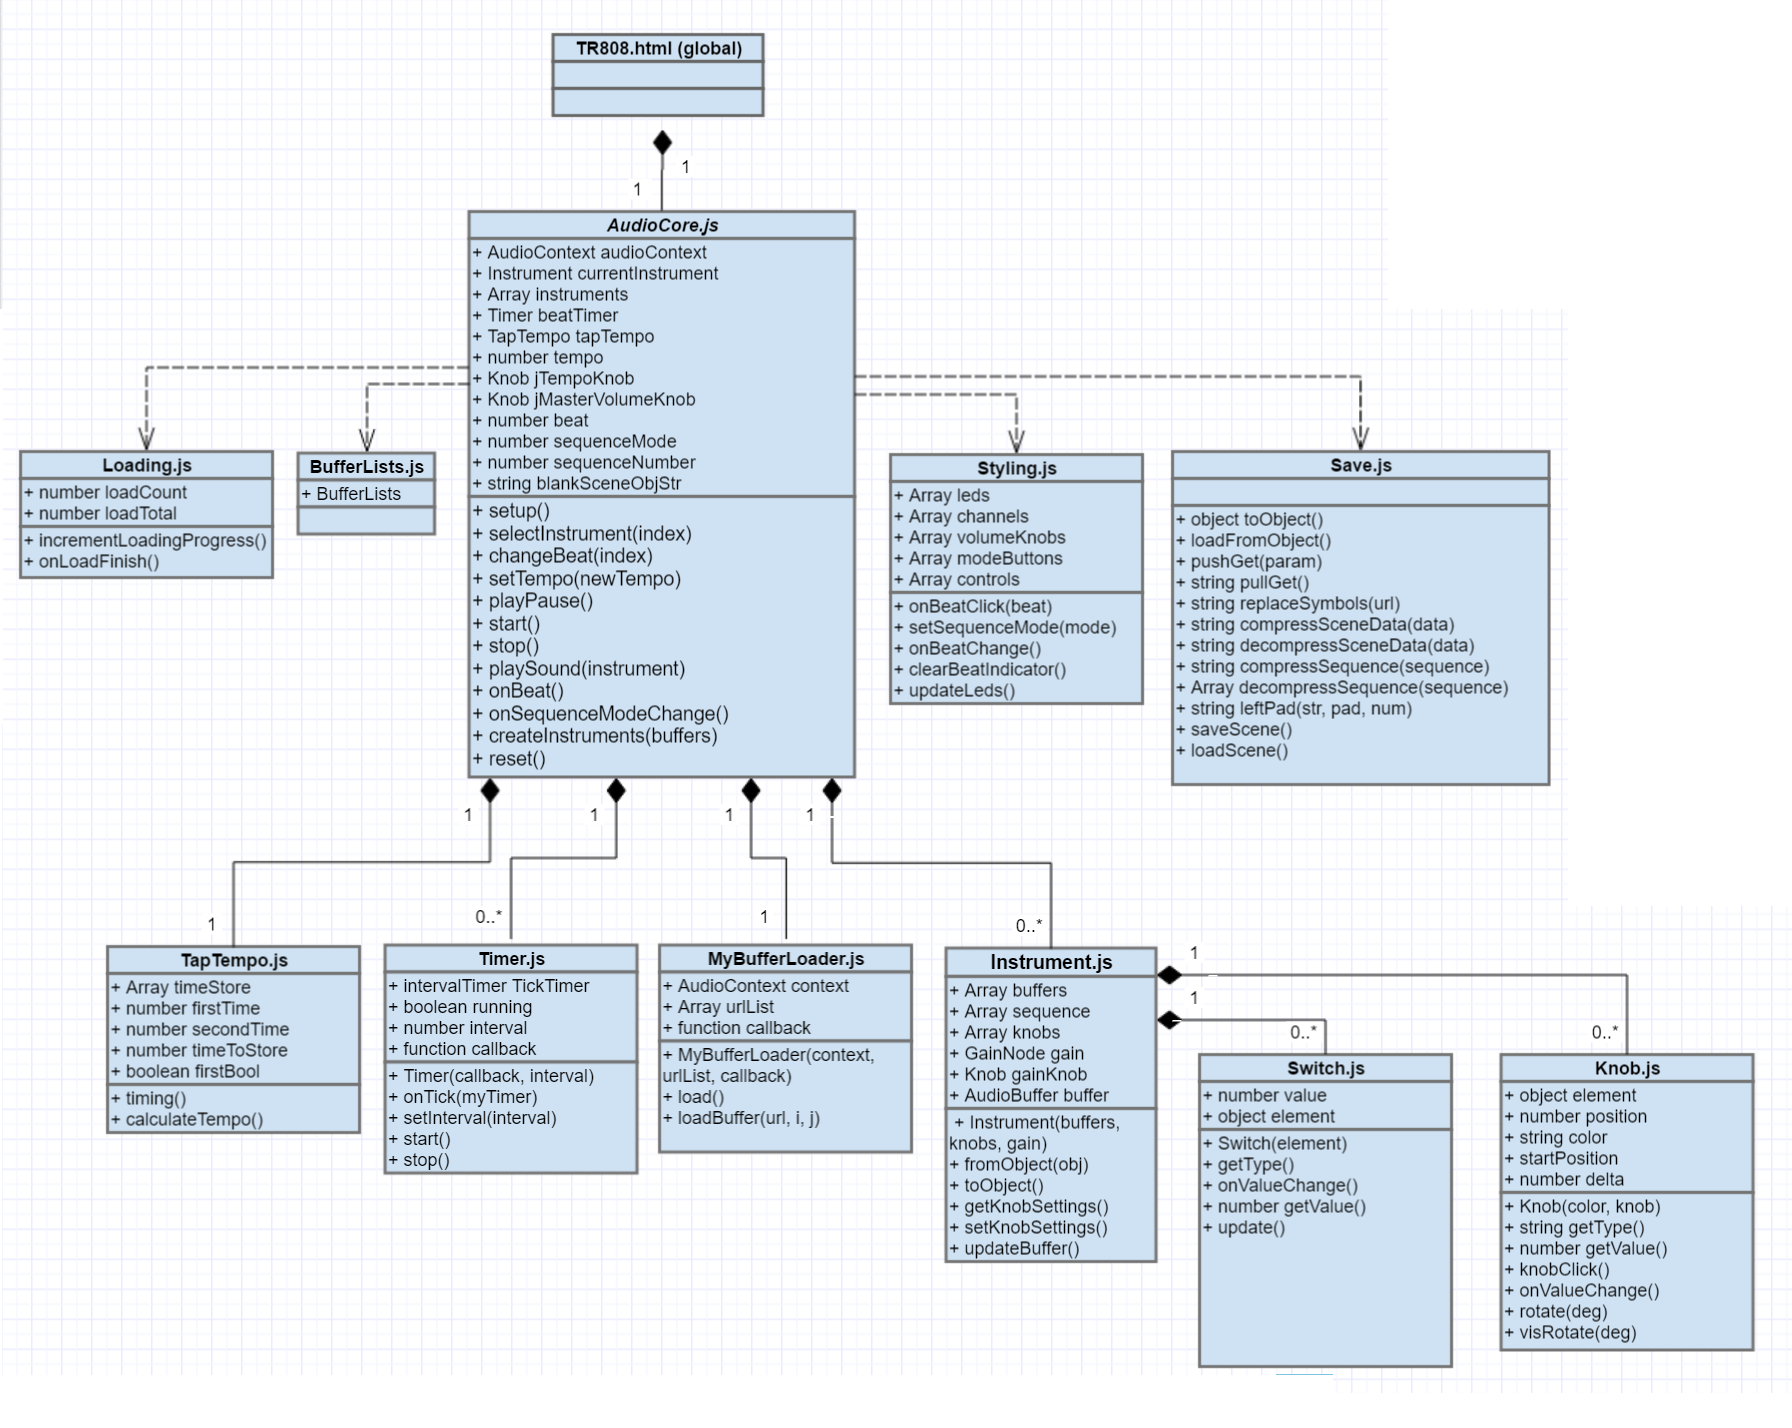 TR808.html (global)
1
1
AudioCore.js
+ AudioContext audioContext
+ Instrument currentInstrument
+ Array instruments
+ Timer beatTimer
+ TapTempo tapTempo
+ number tempo
+ Knob jTempoKnob
+ Knob jMasterVolumeKnob
+ number beat
+ number sequenceMode
+ number sequenceNumber
+ string blankSceneObjStr
+ setup()
+ selectInstrument(index)
+ changeBeat(index)
+ setTempo(newTempo)
+ playPause()
+ start()
+ stop()
+ playSound(instrument)
+ onBeat()
+ onSequenceModeChange()
+ createInstruments(buffers)
+ reset()
Loading.js
+ number loadCount
+ number loadTotal
+ incrementLoadingProgress()
+ onLoadFinish()
BufferLists.js
+ BufferLists
Styling.js
+ Array leds
+ Array channels
+ Array volumeKnobs
+ Array modeButtons
+ Array controls
+ onBeatClick(beat)
+ setSequenceMode(mode)
+ onBeatChange()
+ clearBeatIndicator()
+ updateLeds()
Save.js
+ object toObject()
+ loadFromObject()
+ pushGet(param)
+ string pullGet()
+ string replaceSymbols(url)
+ string compressSceneData(data)
+ string decompressSceneData(data)
+ string compressSequence(sequence)
+ Array decompressSequence(sequence)
+ string leftPad(str, pad, num)
+ saveScene()
+ loadScene()
1
1
1
1
1
0..*
1
0..*
TapTempo.js
+ Array timeStore
+ number firstTime
+ number secondTime
+ number timeToStore
+ boolean firstBool
+ timing()
+ calculateTempo()
Timer.js
+ intervalTimer TickTimer
+ boolean running
+ number interval
+ function callback
+ Timer(callback, interval)
+ onTick(myTimer)
+ setInterval(interval)
+ start()
+ stop()
MyBufferLoader.js
+ AudioContext context
+ Array urlList
+ function callback
+ MyBufferLoader(context,
urlList, callback)
+ load()
+ loadBuffer(url, i, j)
Instrument.js
+ Array buffers
+ Array sequence
+ Array knobs
+ GainNode gain
+ Knob gainKnob
+ AudioBuffer buffer
+ Instrument(buffers,
knobs, gain)
+ fromObject(obj)
+ toObject()
+ getKnobSettings()
+ setKnobSettings()
+ updateBuffer()
1
1
0..*
0..*
Switch.js
+ number value
+ object element
+ Switch(element)
+ getType()
+ onValueChange()
+ number getValue()
+ update()
Knob.js
+ object element
+ number position
+ string color
+ startPosition
+ number delta
+ Knob(color, knob)
+ string getType()
+ number getValue()
+ knobClick()
+ onValueChange()
+ rotate(deg)
+ visRotate(deg)